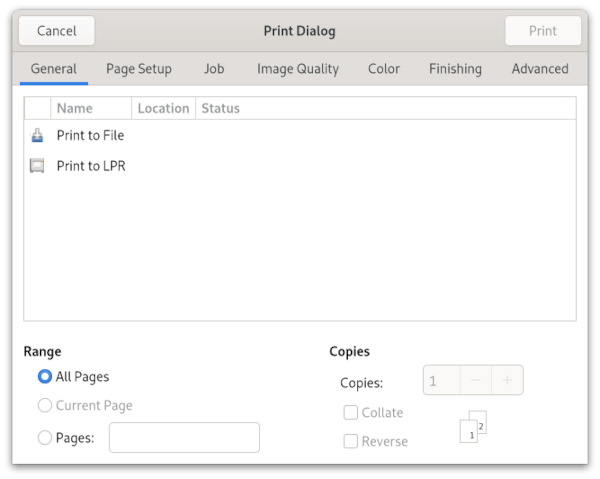 Cancel Print Dialog Print
General Page Setup Job Image Quality Color Finishing Advanced
Name Location Status
Print to File
Print to LPR
Range Copies
All Pages Copies: 1 − +
Current Page Collate
Pages: Reverse
1 2